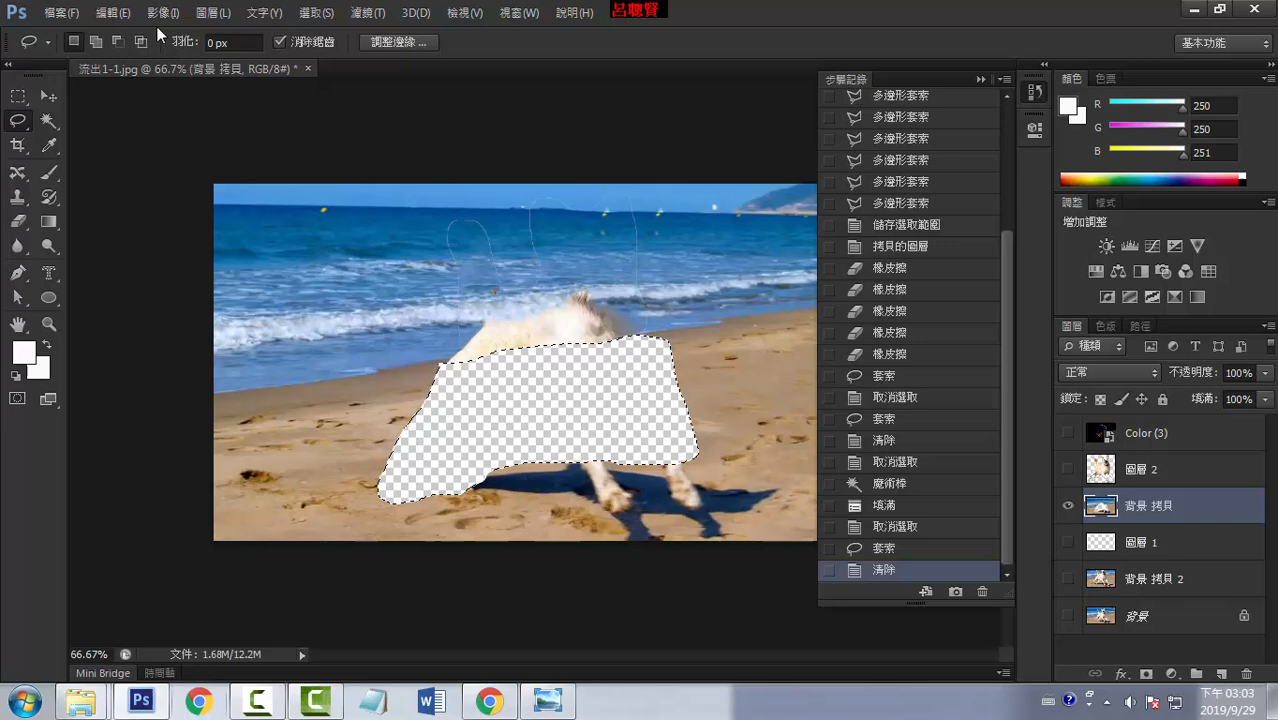 Ps 檔案(F) 編輯(E) 影像(I) 圖層(L) 文字(Y) 選取(S) 濾鏡(T) 3D(D) 檢視(V) 視窗(W) 說明(H) 呂聰賢
羽化: 0 px 消除鋸齒 調整邊緣 ... 基本功能
流出1-1.jpg @ 66.7% (背景 拷貝, RGB/8#) * ×
步驟記錄
多邊形套索
多邊形套索
多邊形套索
多邊形套索
多邊形套索
多邊形套索
儲存選取範圍
拷貝的圖層
橡皮擦
橡皮擦
橡皮擦
橡皮擦
橡皮擦
套索
取消選取
套索
清除
取消選取
魔術棒
填滿
取消選取
套索
清除
顏色 色票
R 250
G 250
B 251
調整 樣式
增加調整
圖層 色版 路徑
種類
正常 不透明度: 100%
鎖定: 填滿: 100%
Color (3)
圖層 2
背景 拷貝
圖層 1
背景 拷貝 2
背景
66.67% 文件: 1.68M/12.2M
Mini Bridge 時間軸
下午 03:03
2019/9/29